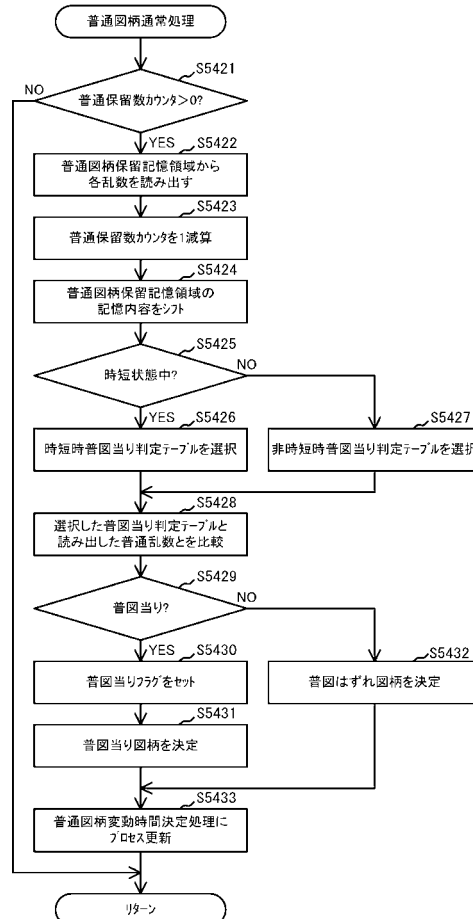 普通図柄通常処理
S5421
NO
普通保留数カウンタ>0?
YES
S5422
普通図柄保留記憶領域から
各乱数を読み出す
S5423
普通保留数カウンタを1減算
S5424
普通図柄保留記憶領域の
記憶内容をシフト
S5425
時短状態中?
NO
YES
S5426
時短時普図当り判定テーブルを選択
S5427
非時短時普図当り判定テーブルを選択
S5428
選択した普図当り判定テーブルと
読み出した普通乱数とを比較
S5429
普図当り?
NO
YES
S5430
普図当りフラグをセット
S5432
普図はずれ図柄を決定
S5431
普図当り図柄を決定
S5433
普通図柄変動時間決定処理に
プロセス更新
リターン